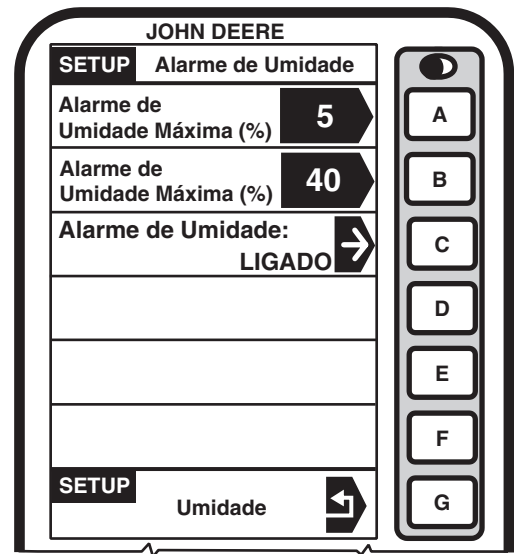 JOHN DEERE
SETUP Alarme de Umidade
Alarme de
Umidade Máxima (%) 5
A
Alarme de
Umidade Máxima (%) 40
B
Alarme de Umidade:
LIGADO
C
D
E
F
SETUP
Umidade
G